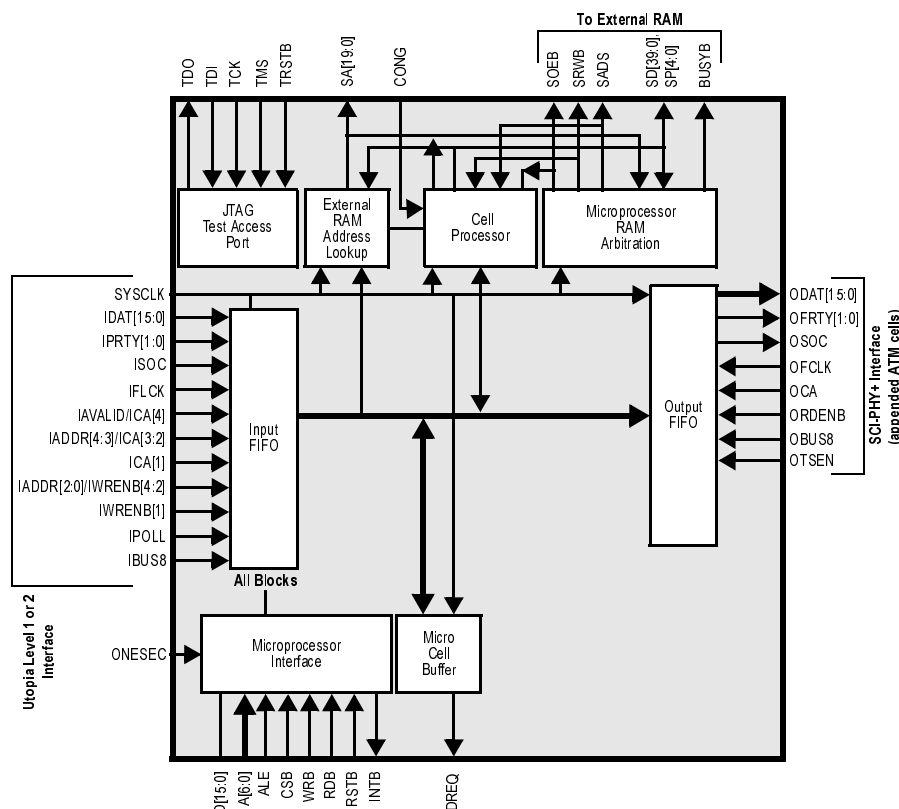 To External RAM
TDO
TDI
TCK
TMS
TRSTB
SA[19:0]
CONG
SOEB
SRWB
SADS
SD[39:0],
SP[4:0]
BUSYB
JTAG
Test Access
Port
External
RAM
Address
Lookup
Cell
Processor
Microprocessor
RAM
Arbitration
SYSCLK
IDAT[15:0]
IPRTY[1:0]
ISOC
IFLCK
IAVALID/ICA[4]
IADDR[4:3]/ICA[3:2]
ICA[1]
IADDR[2:0]/IWRENB[4:2]
IWRENB[1]
IPOLL
IBUS8
Utopia Level 1 or 2
Interface
Input
FIFO
Output
FIFO
ODAT[15:0]
OFRTY[1:0]
OSOC
OFCLK
OCA
ORDENB
OBUS8
OTSEN
SCI-PHY+ Interface
(appended ATM cells)
All Blocks
ONESEC
Microprocessor
Interface
Micro
Cell
Buffer
D[15:0]
A[6:0]
ALE
CSB
WRB
RDB
RSTB
INTB
DREQ